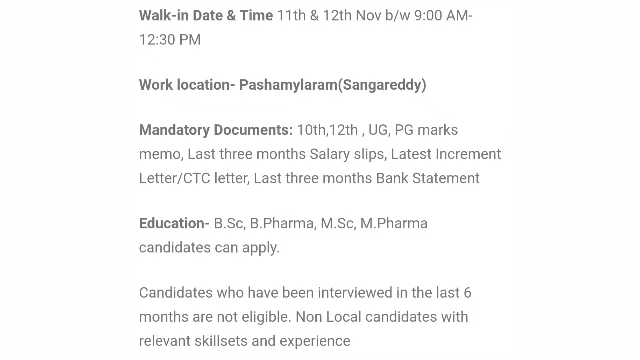 Walk-in Date & Time 11th & 12th Nov b/w 9:00 AM-
12:30 PM
Work location- Pashamylaram(Sangareddy)
Mandatory Documents: 10th,12th , UG, PG marks
memo, Last three months Salary slips, Latest Increment
Letter/CTC letter, Last three months Bank Statement
Education- B.Sc, B.Pharma, M.Sc, M.Pharma
candidates can apply.
Candidates who have been interviewed in the last 6
months are not eligible. Non Local candidates with
relevant skillsets and experience